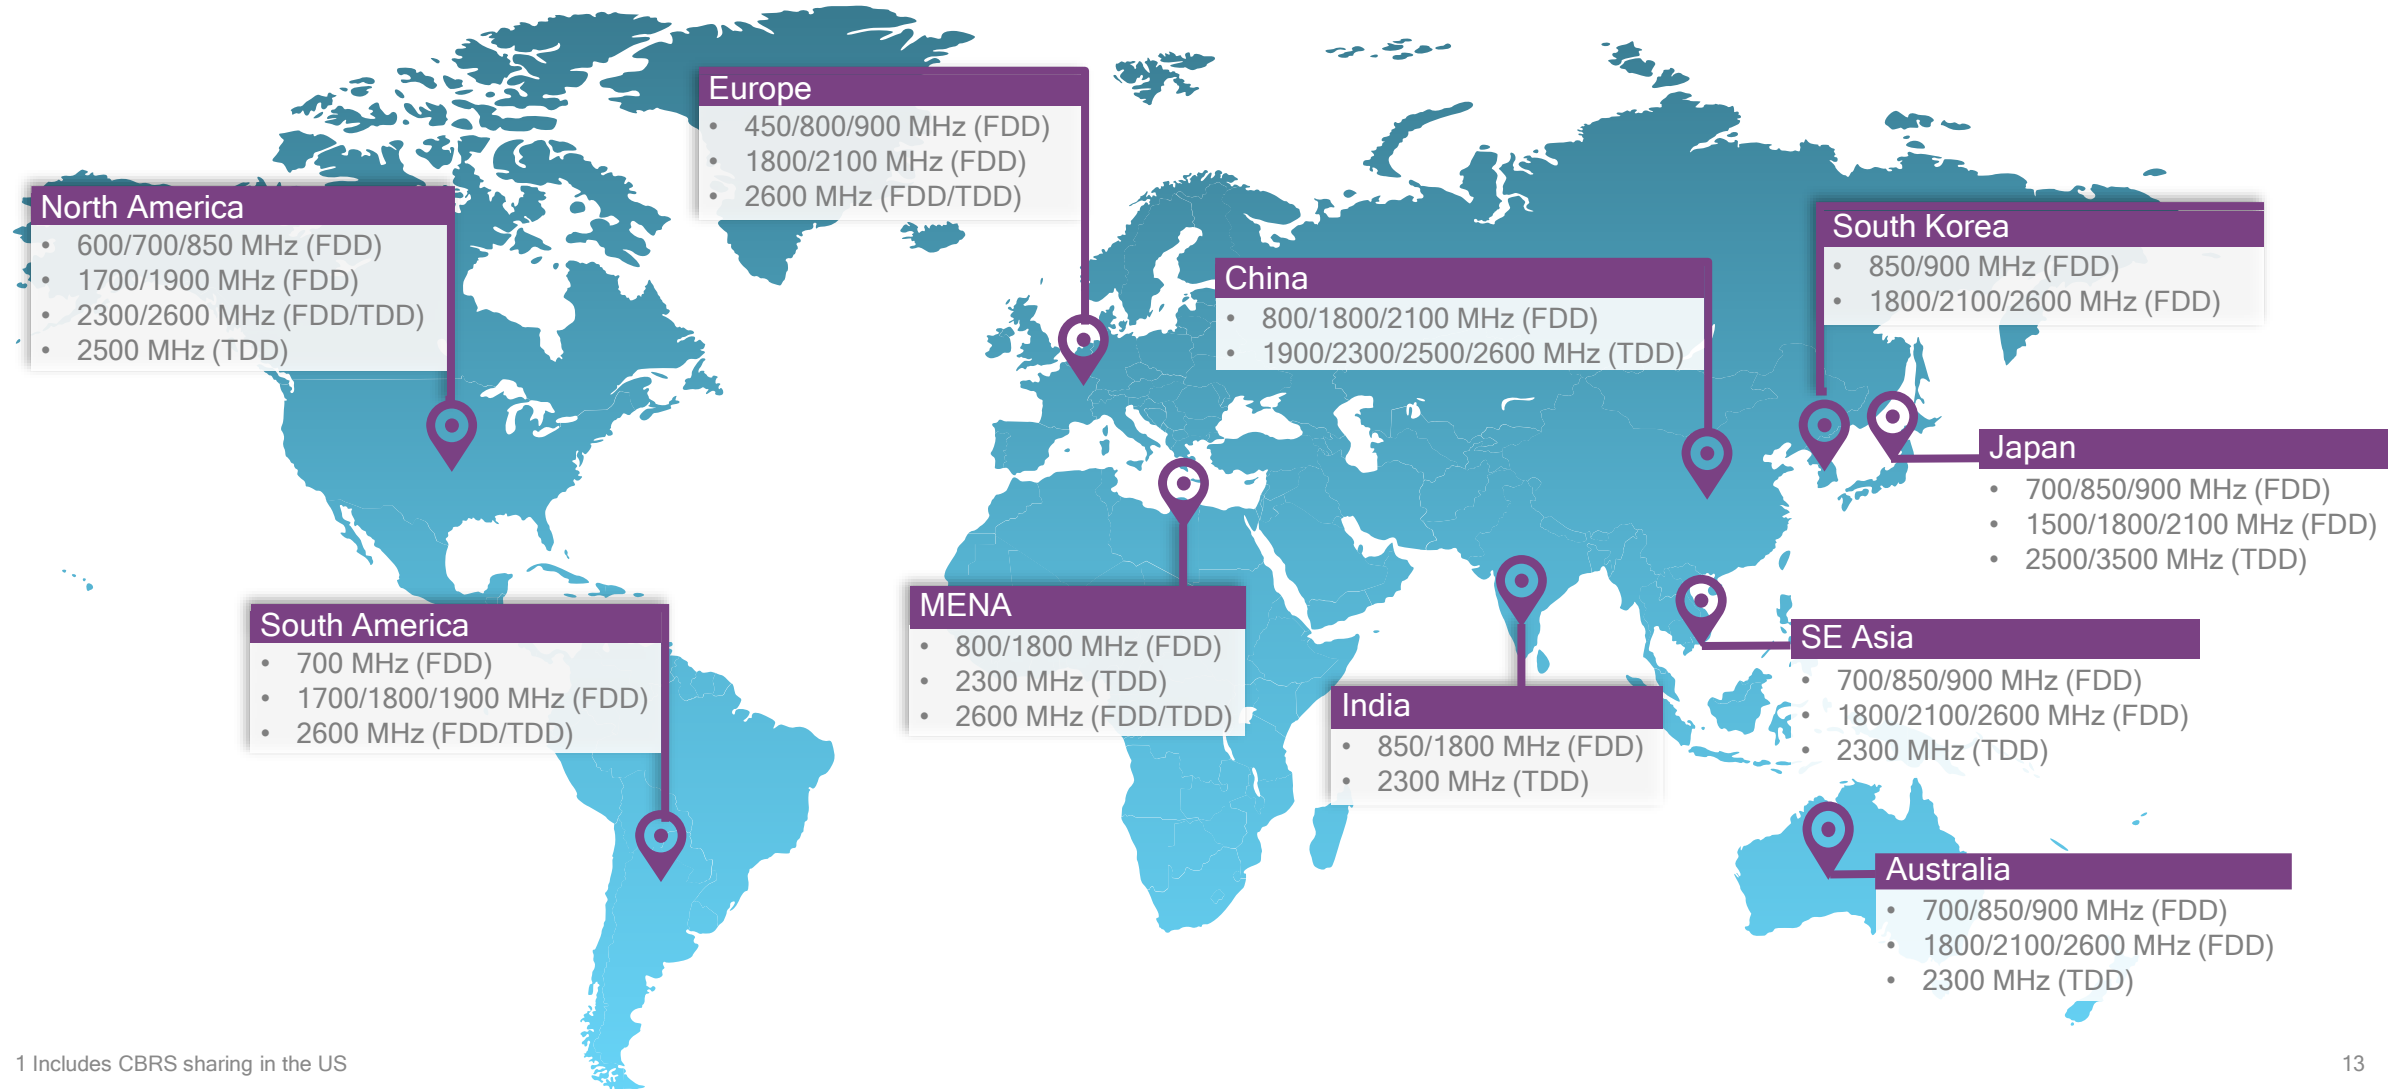 Europe
• 450/800/900 MHz (FDD)
• 1800/2100 MHz (FDD)
• 2600 MHz (FDD/TDD)
North America
• 600/700/850 MHz (FDD)
• 1700/1900 MHz (FDD)
• 2300/2600 MHz (FDD/TDD)
• 2500 MHz (TDD)
South Korea
• 850/900 MHz (FDD)
• 1800/2100/2600 MHz (FDD)
China
• 800/1800/2100 MHz (FDD)
• 1900/2300/2500/2600 MHz (TDD)
Japan
• 700/850/900 MHz (FDD)
• 1500/1800/2100 MHz (FDD)
• 2500/3500 MHz (TDD)
South America
• 700 MHz (FDD)
• 1700/1800/1900 MHz (FDD)
• 2600 MHz (FDD/TDD)
MENA
• 800/1800 MHz (FDD)
• 2300 MHz (TDD)
• 2600 MHz (FDD/TDD)
India
• 850/1800 MHz (FDD)
• 2300 MHz (TDD)
SE Asia
• 700/850/900 MHz (FDD)
• 1800/2100/2600 MHz (FDD)
• 2300 MHz (TDD)
Australia
• 700/850/900 MHz (FDD)
• 1800/2100/2600 MHz (FDD)
• 2300 MHz (TDD)
1 Includes CBRS sharing in the US
13